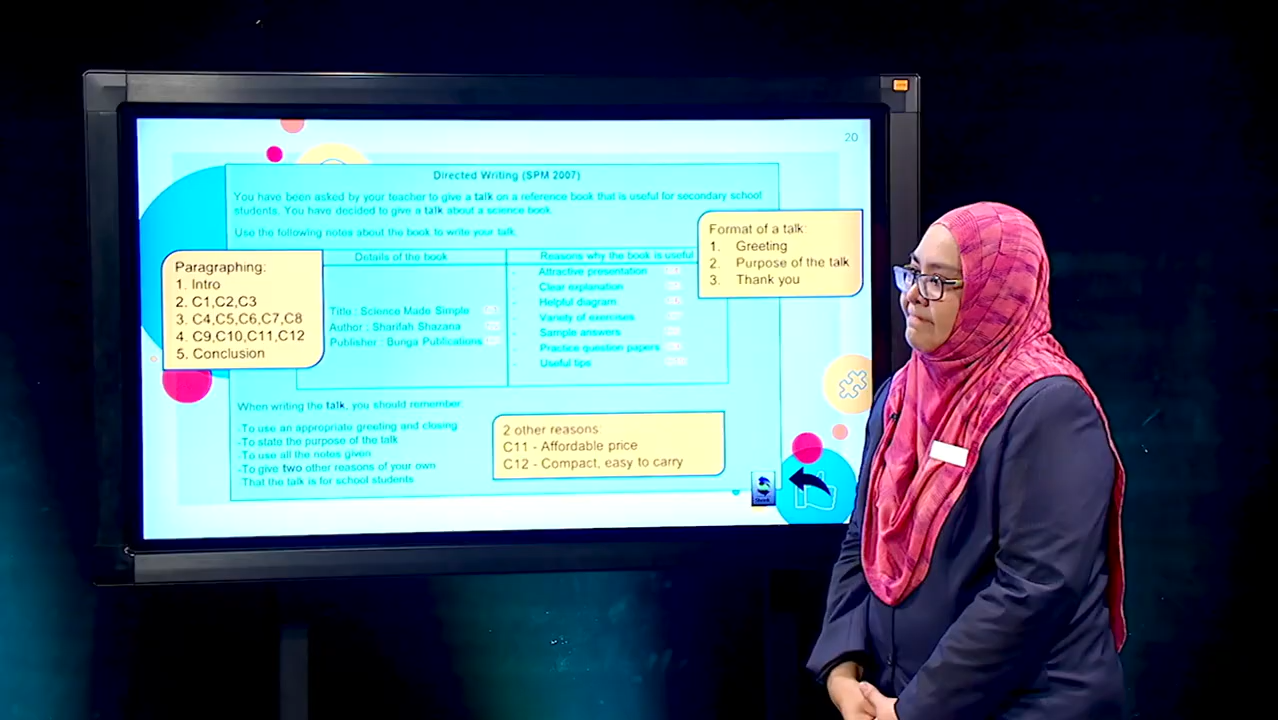 20
Directed Writing (SPM 2007)
You have been asked by your teacher to give a talk on a reference book that is useful for secondary school
students. You have decided to give a talk about a science book.
Use the following notes about the book to write your talk.
Format of a talk:
1. Greeting
2. Purpose of the talk
3. Thank you
Paragraphing:
1. Intro
2. C1,C2,C3
3. C4,C5,C6,C7,C8
4. C9,C10,C11,C12
5. Conclusion
Details of the book
Title : Science Made Simple
Author : Sharifah Shazana
Publisher : Bunga Publications
Reasons why the book is useful
- Attractive presentation
- Clear explanation
- Helpful diagram
- Variety of exercises
- Sample answers
- Practice question papers
- Useful tips
When writing the talk, you should remember:
-To use an appropriate greeting and closing
-To state the purpose of the talk
-To use all the notes given
-To give two other reasons of your own
-That the talk is for school students
2 other reasons:
C11 - Affordable price
C12 - Compact, easy to carry